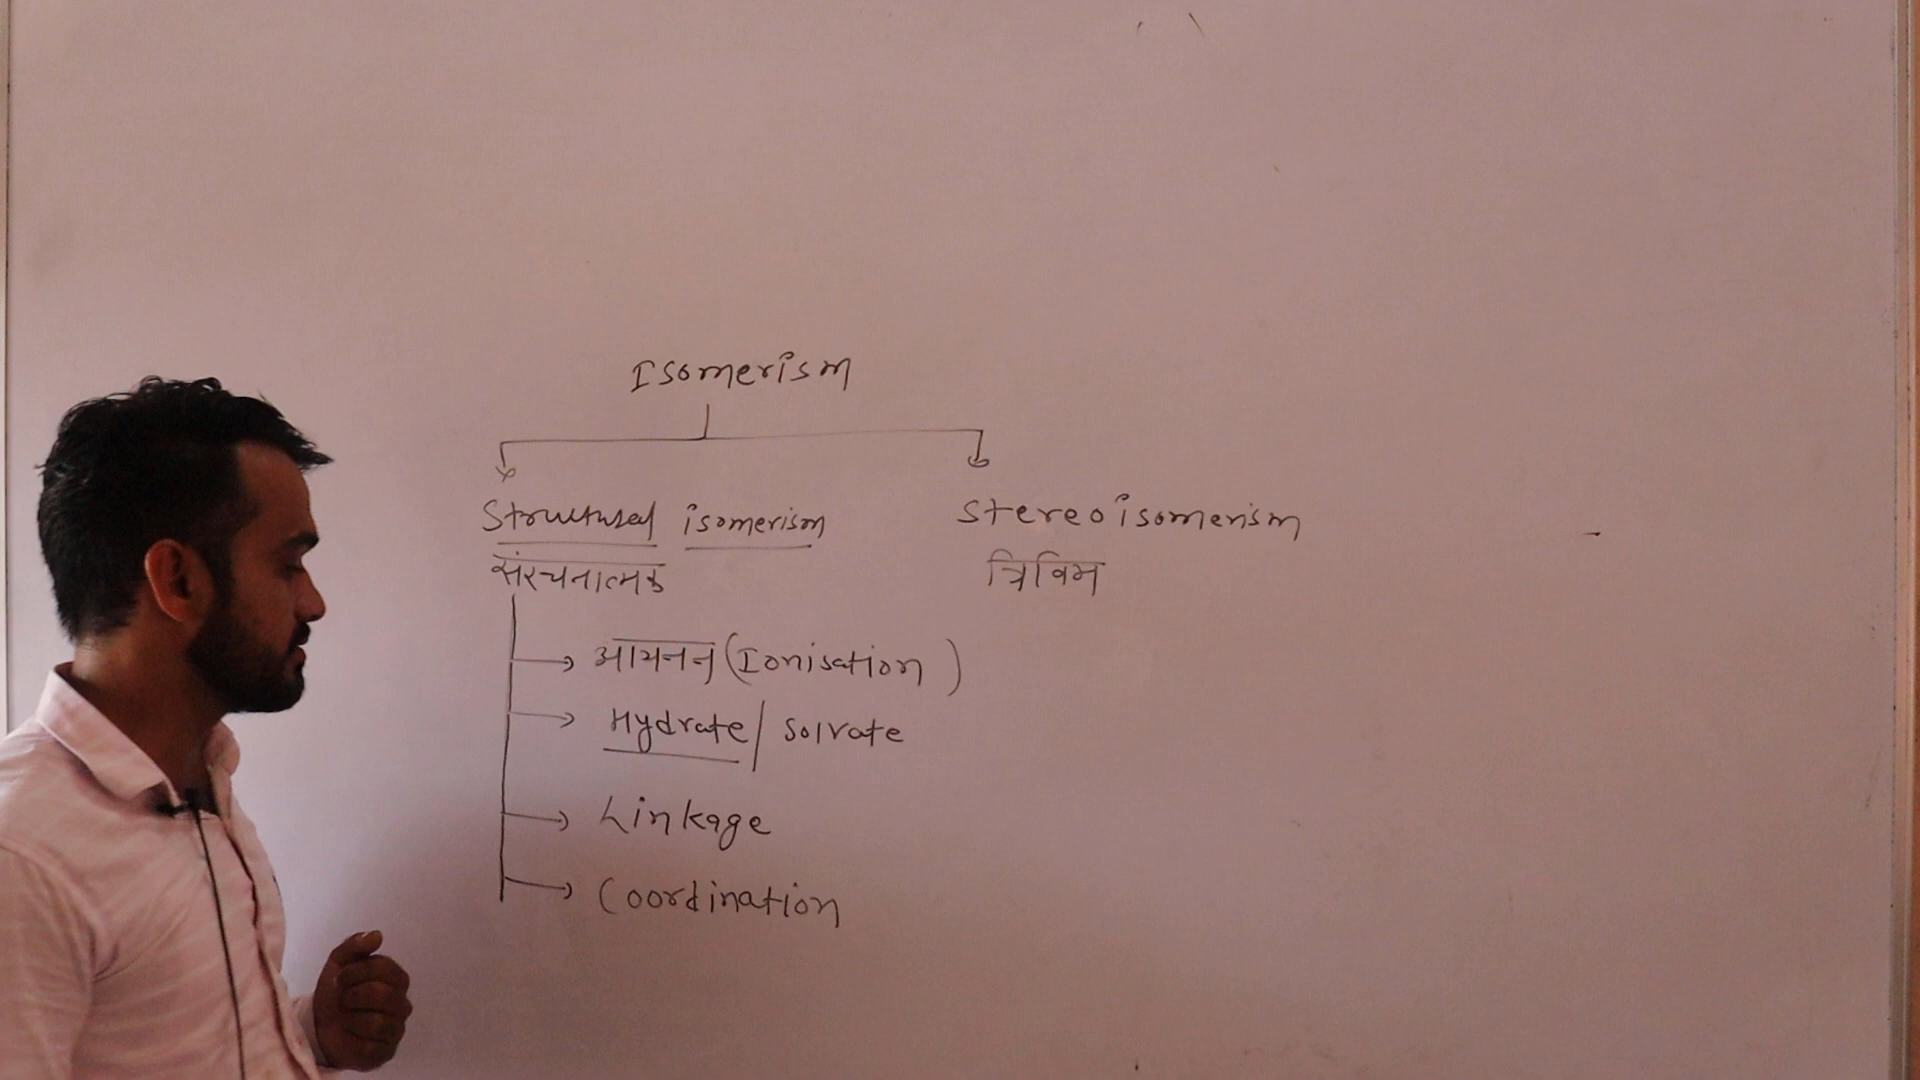 Isomerism
Structural isomerism Stereoisomerism
संरचनात्मक त्रिविम
आयनन (Ionisation)
Hydrate/ Solvate
Linkage
Coordination